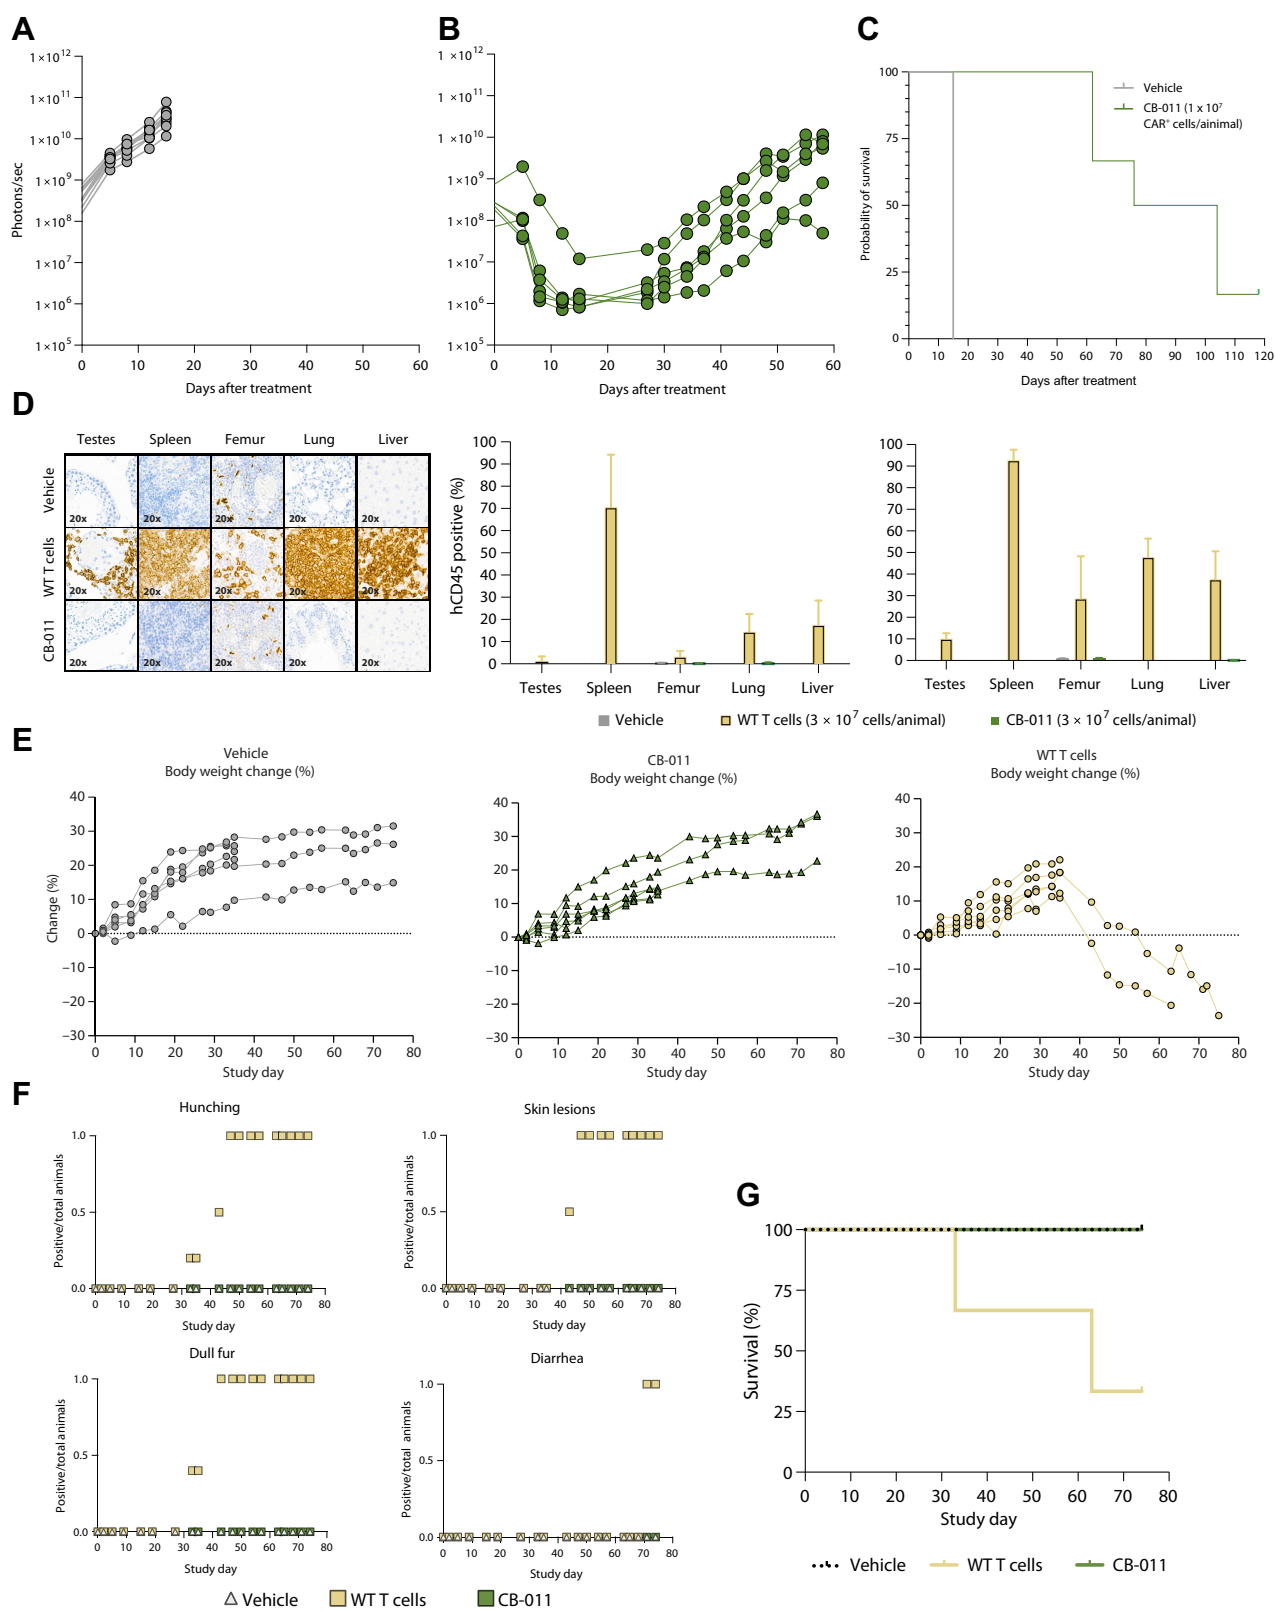 A
1×10¹²
1×10¹¹
1×10¹⁰
1×10⁹
1×10⁸
1×10⁷
1×10⁶
1×10⁵
Photons/sec
0 10 20 30 40 50 60
Days after treatment
B
1×10¹²
1×10¹¹
1×10¹⁰
1×10⁹
1×10⁸
1×10⁷
1×10⁶
1×10⁵
0 10 20 30 40 50 60
Days after treatment
C
100
75
50
25
0
Probability of survival
Vehicle
CB-011 (1 x 10⁷
CAR⁺ cells/ainimal)
0 10 20 30 40 50 60 70 80 90 100 110 120
Days after treatment
D
Testes Spleen Femur Lung Liver
Vehicle
20x 20x 20x 20x 20x
WT T cells
20x 20x 20x 20x 20x
CB-011
20x 20x 20x 20x 20x
hCD45 positive (%)
100
90
80
70
60
50
40
30
20
10
0
Testes Spleen Femur Lung Liver
100
90
80
70
60
50
40
30
20
10
0
Testes Spleen Femur Lung Liver
Vehicle WT T cells (3 × 10⁷ cells/animal) CB-011 (3 × 10⁷ cells/animal)
E
Vehicle
Body weight change (%)
Change (%)
40
30
20
10
0
−10
−20
−30
0 10 20 30 40 50 60 70 80
Study day
CB-011
Body weight change (%)
40
30
20
10
0
−10
−20
−30
0 10 20 30 40 50 60 70 80
Study day
WT T cells
Body weight change (%)
40
30
20
10
0
−10
−20
−30
0 10 20 30 40 50 60 70 80
Study day
F
Hunching
Positive/total animals
1.0
0.5
0.0
0 10 20 30 40 50 60 70 80
Study day
Skin lesions
Positive/total animals
1.0
0.5
0.0
0 10 20 30 40 50 60 70 80
Study day
Dull fur
Positive/total animals
1.0
0.5
0.0
0 10 20 30 40 50 60 70 80
Study day
Diarrhea
Positive/total animals
1.0
0.5
0.0
0 10 20 30 40 50 60 70 80
Study day
Vehicle WT T cells CB-011
G
Survival (%)
100
75
50
25
0
0 10 20 30 40 50 60 70 80
Study day
Vehicle WT T cells CB-011